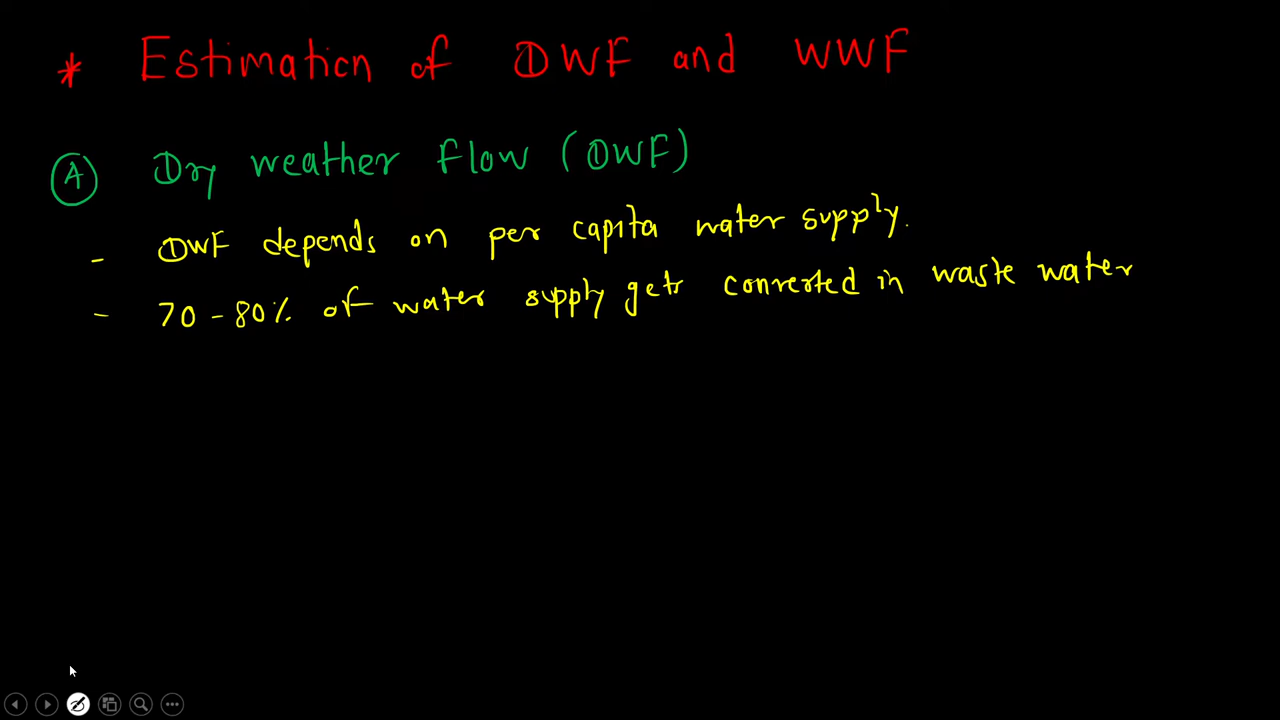 * Estimation of DWF and WWF
A Dry weather flow (DWF)
- DWF depends on per capita water supply.
- 70-80% of water supply gets converted in waste water